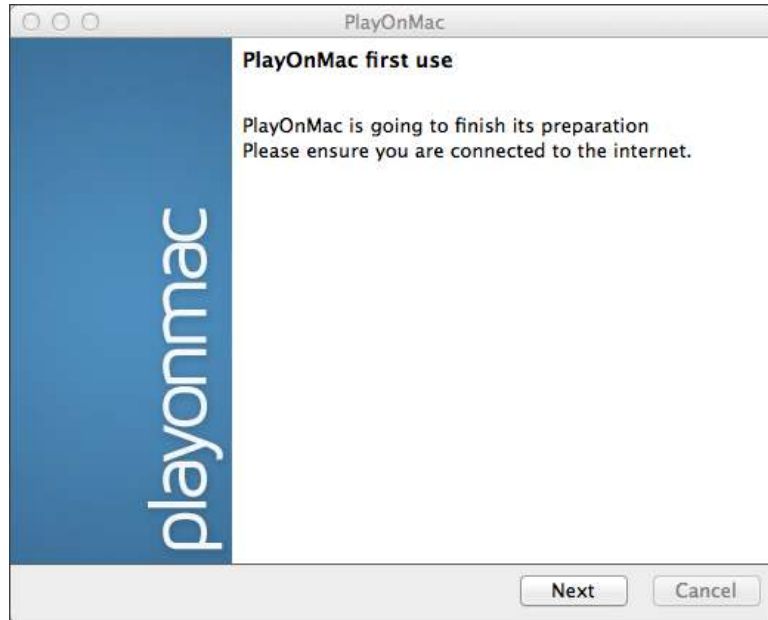 PlayOnMac
PlayOnMac first use
PlayOnMac is going to finish its preparation
Please ensure you are connected to the internet.
playonmac
Next
Cancel